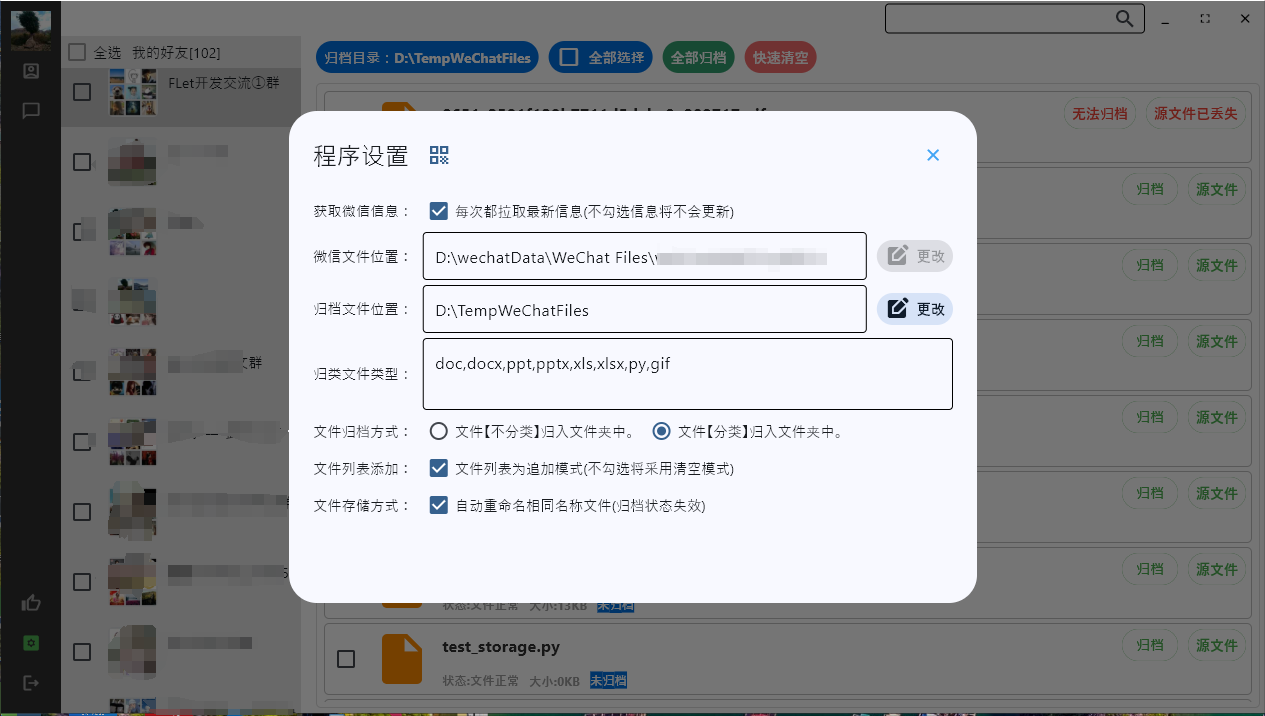 全选 我的好友[102]
FLet开发交流①群
归档目录：D:\TempWeChatFiles
全部选择
全部归档
快速清空
无法归档 源文件已丢失
程序设置
获取微信信息： 每次都拉取最新信息(不勾选信息将不会更新)
微信文件位置： D:\wechatData\WeChat Files\ 更改
归档文件位置： D:\TempWeChatFiles 更改
归类文件类型： doc,docx,ppt,pptx,xls,xlsx,py,gif
文件归档方式： 文件【不分类】归入文件夹中。 文件【分类】归入文件夹中。
文件列表添加： 文件列表为追加模式(不勾选将采用清空模式)
文件存储方式： 自动重命名相同名称文件(归档状态失效)
归档 源文件
归档 源文件
归档 源文件
归档 源文件
归档 源文件
归档 源文件
状态:文件正常 大小:13KB 未归档
test_storage.py
归档 源文件
状态:文件正常 大小:0KB 未归档